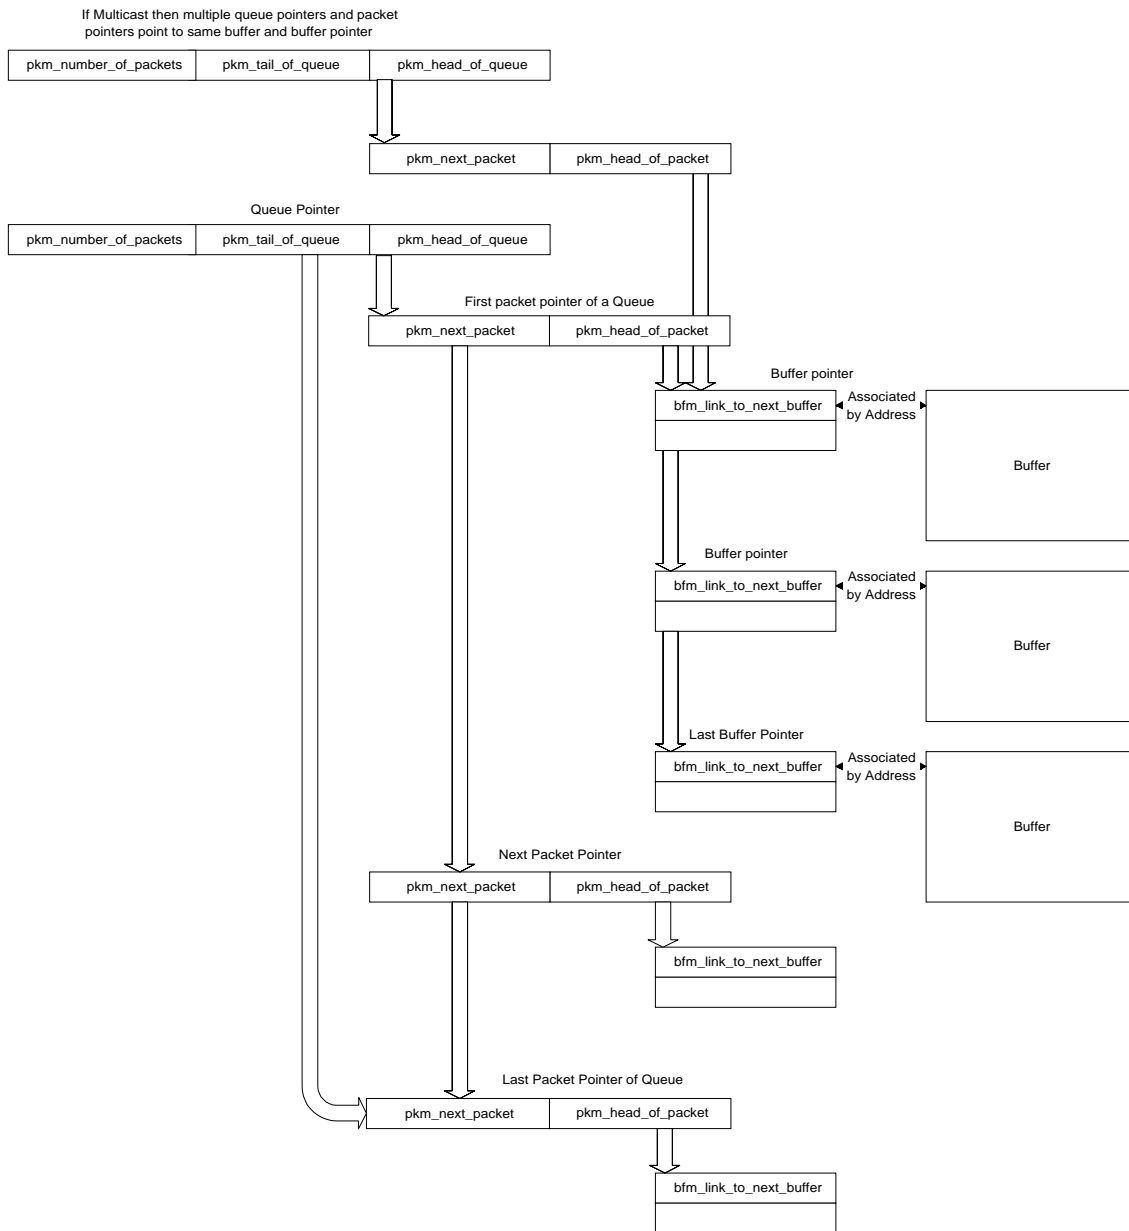 If Multicast then multiple queue pointers and packet
pointers point to same buffer and buffer pointer
pkm_number_of_packets pkm_tail_of_queue pkm_head_of_queue
pkm_next_packet pkm_head_of_packet
Queue Pointer
pkm_number_of_packets pkm_tail_of_queue pkm_head_of_queue
First packet pointer of a Queue
pkm_next_packet pkm_head_of_packet
Buffer pointer
bfm_link_to_next_buffer
Associated
by Address
Buffer
Buffer pointer
bfm_link_to_next_buffer
Associated
by Address
Buffer
Last Buffer Pointer
bfm_link_to_next_buffer
Associated
by Address
Buffer
Next Packet Pointer
pkm_next_packet pkm_head_of_packet
bfm_link_to_next_buffer
Last Packet Pointer of Queue
pkm_next_packet pkm_head_of_packet
bfm_link_to_next_buffer